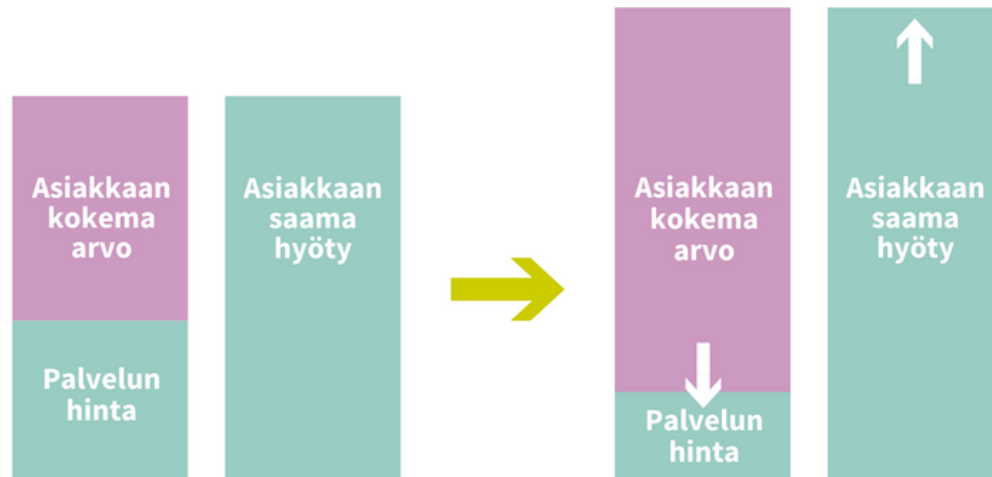 Asiakkaan
kokema
arvo
Palvelun
hinta
Asiakkaan
saama
hyöty
Asiakkaan
kokema
arvo
Palvelun
hinta
Asiakkaan
saama
hyöty